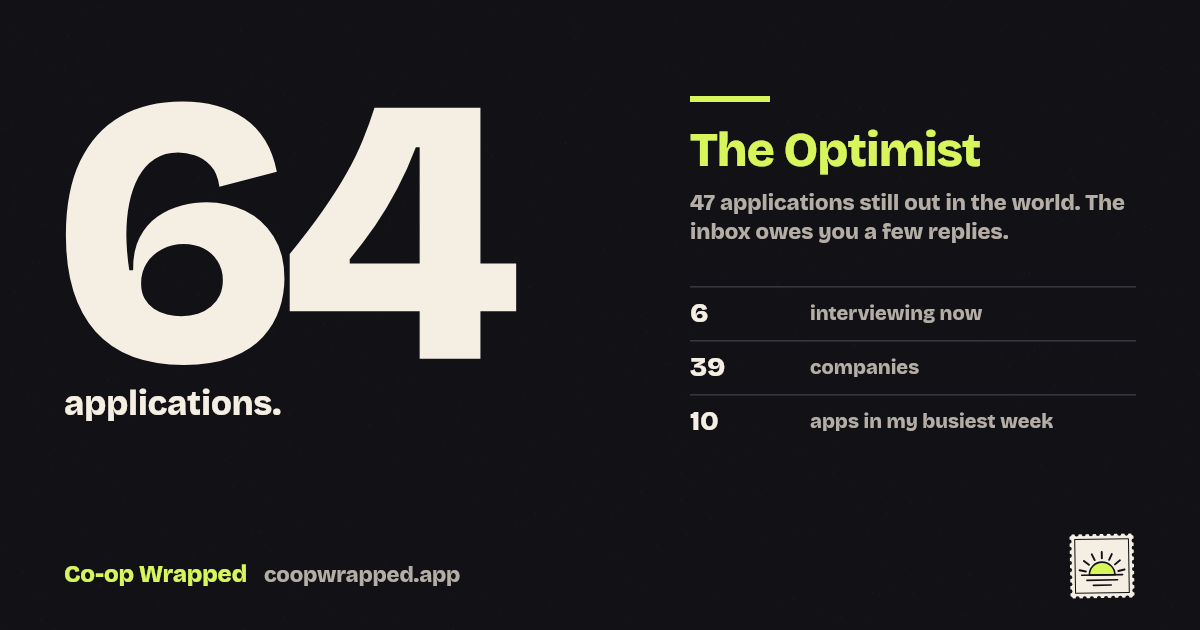 64
applications.
The Optimist
47 applications still out in the world. The
inbox owes you a few replies.
6 interviewing now
39 companies
10 apps in my busiest week
Co-op Wrapped coopwrapped.app